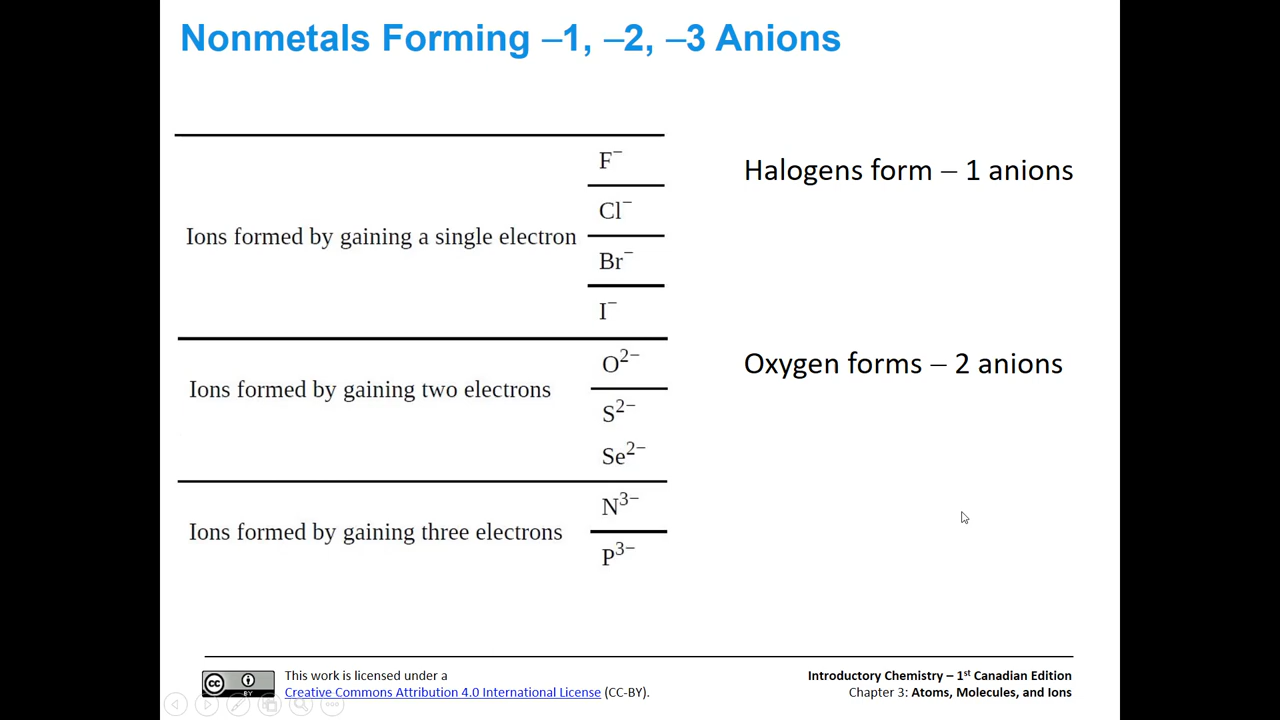 Nonmetals Forming –1, –2, –3 Anions
F⁻
Halogens form – 1 anions
Cl⁻
Ions formed by gaining a single electron
Br⁻
I⁻
O²⁻
Oxygen forms – 2 anions
Ions formed by gaining two electrons
S²⁻
Se²⁻
N³⁻
Ions formed by gaining three electrons
P³⁻
cc BY
This work is licensed under a
Creative Commons Attribution 4.0 International License (CC-BY).
Introductory Chemistry – 1st Canadian Edition
Chapter 3: Atoms, Molecules, and Ions